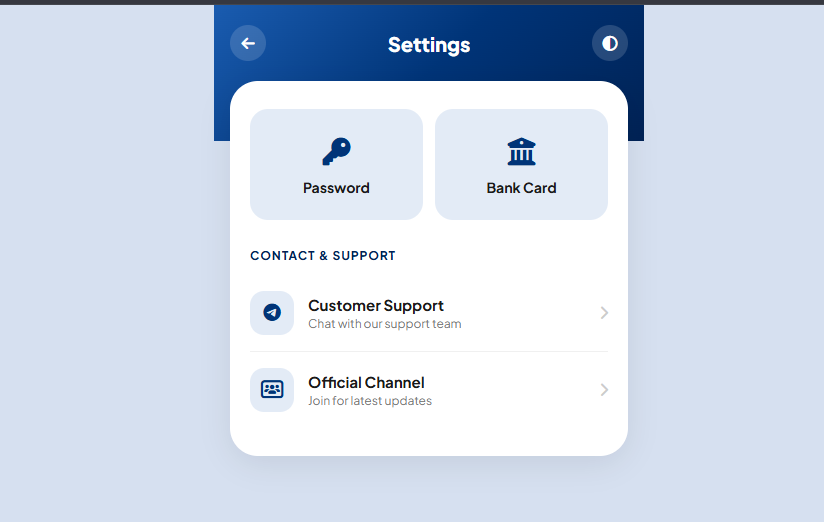 Settings
Password
Bank Card
CONTACT & SUPPORT
Customer Support
Chat with our support team
Official Channel
Join for latest updates